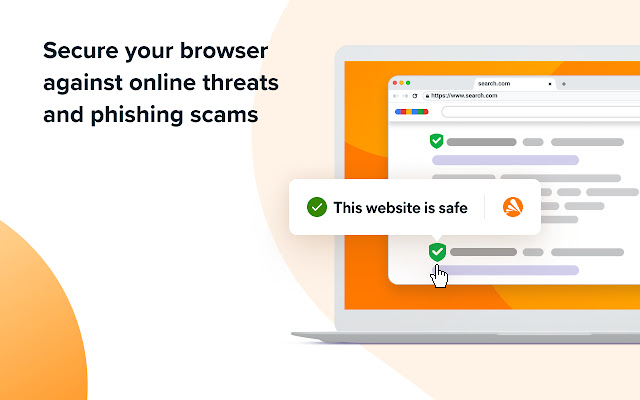 Secure your browser
against online threats
and phishing scams
search.com
https://www.search.com
This website is safe